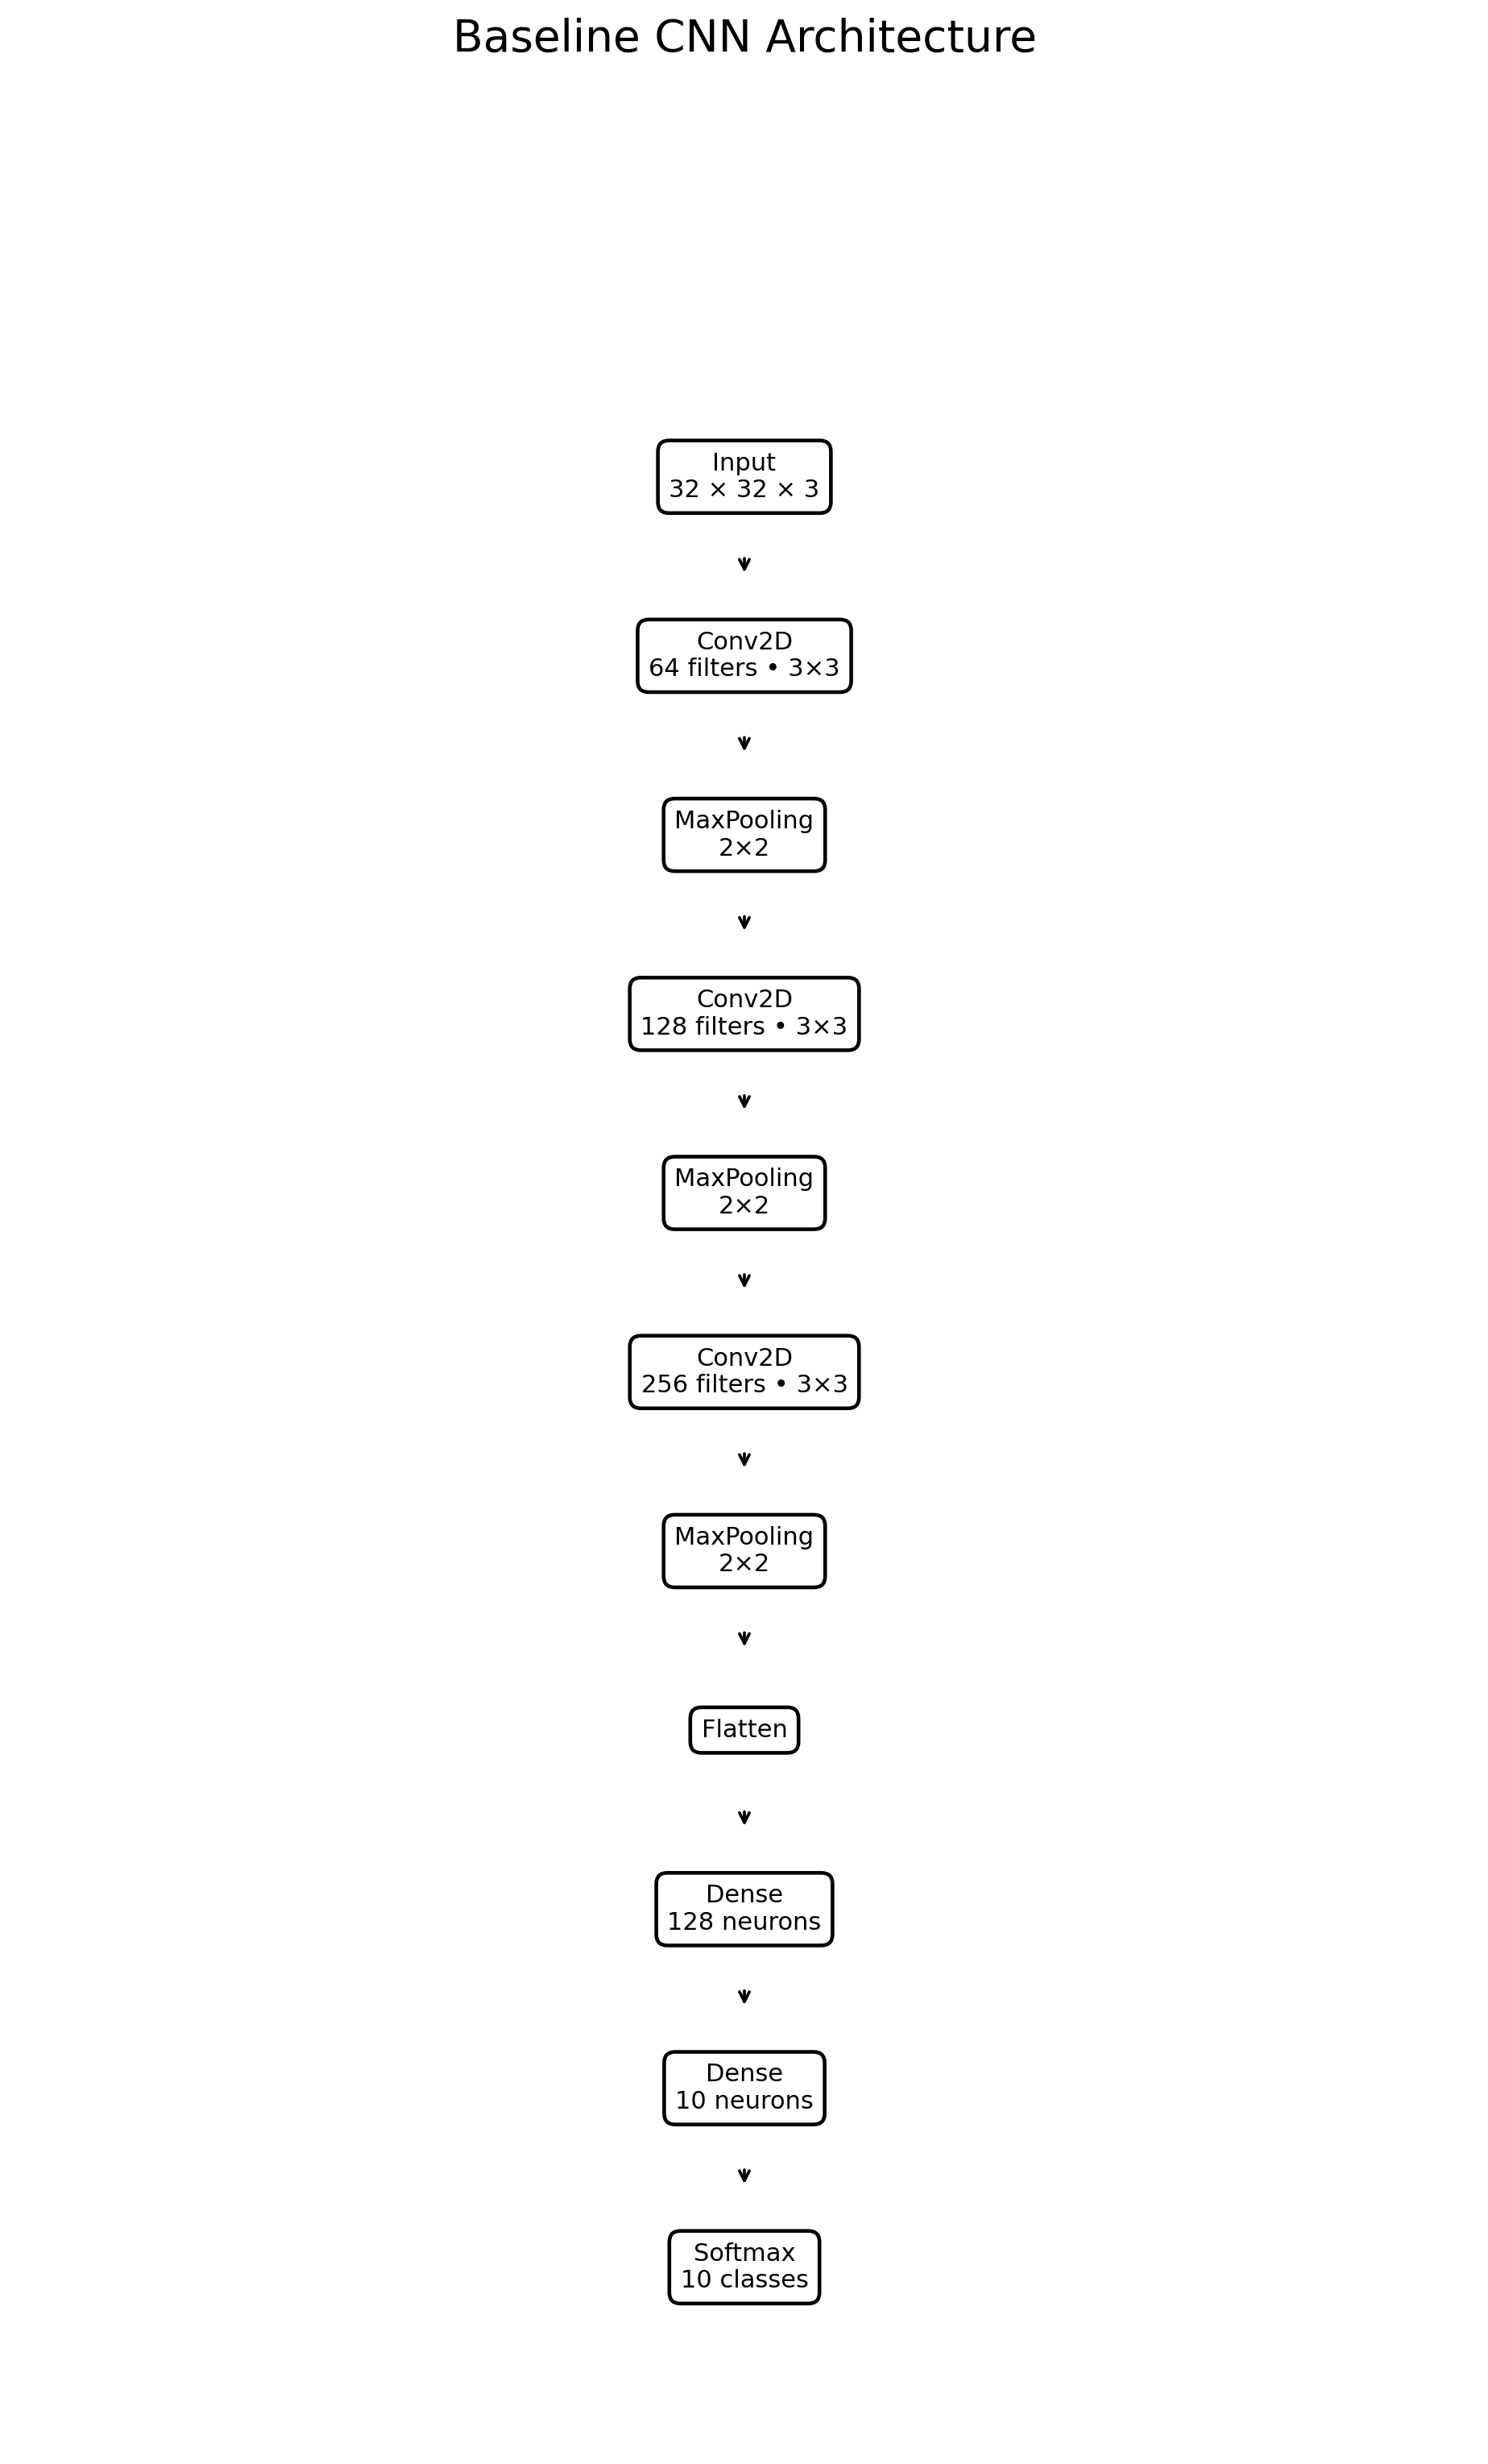 Baseline CNN Architecture
Input
32 × 32 × 3
Conv2D
64 filters • 3×3
MaxPooling
2×2
Conv2D
128 filters • 3×3
MaxPooling
2×2
Conv2D
256 filters • 3×3
MaxPooling
2×2
Flatten
Dense
128 neurons
Dense
10 neurons
Softmax
10 classes